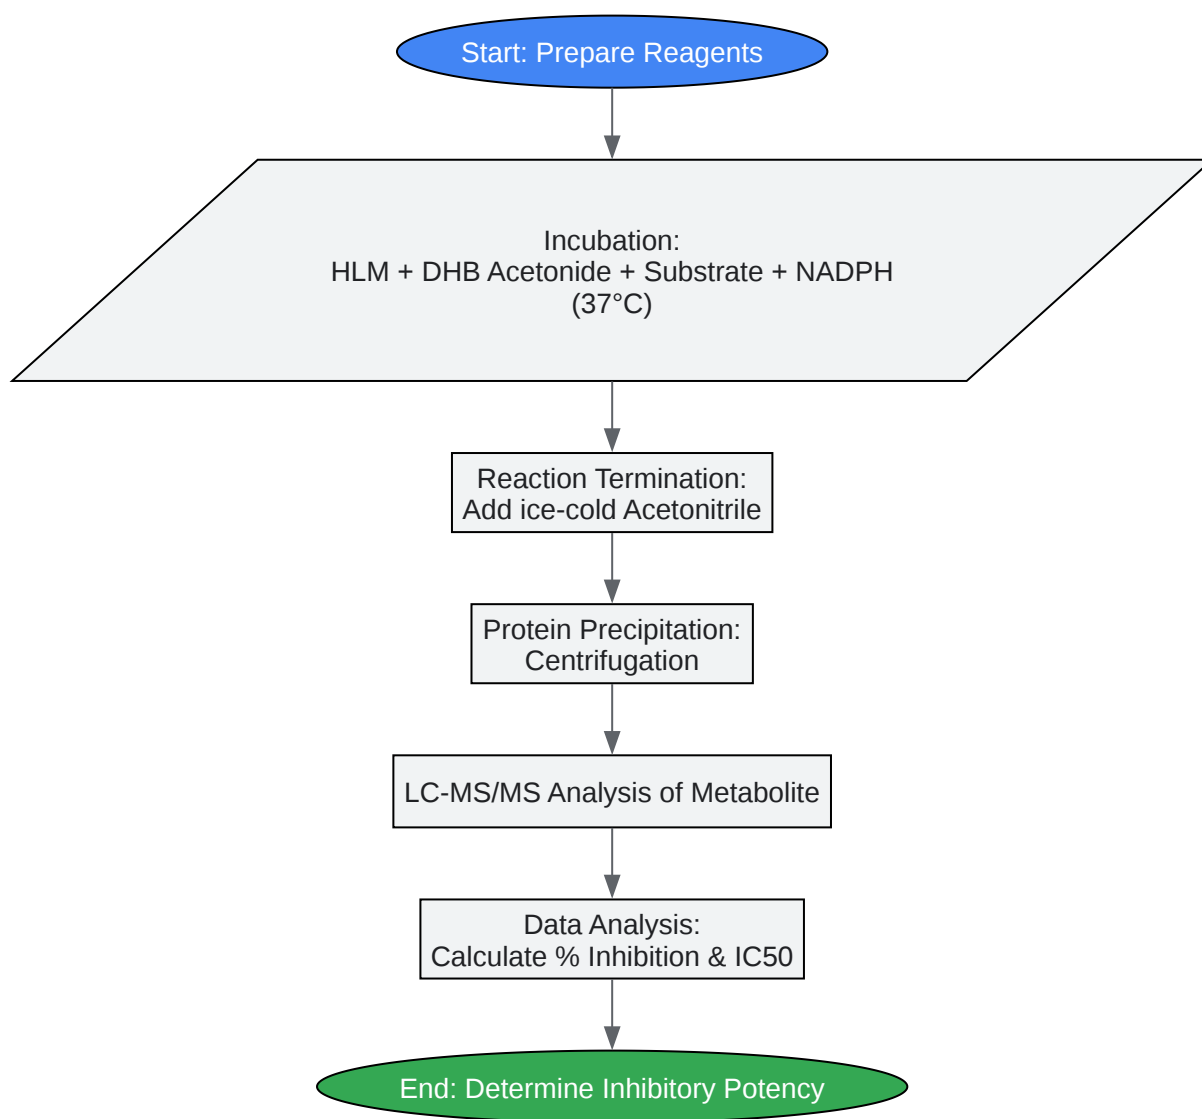 Start: Prepare Reagents
Incubation:
HLM + DHB Acetonide + Substrate + NADPH
(37°C)
Reaction Termination:
Add ice-cold Acetonitrile
Protein Precipitation:
Centrifugation
LC-MS/MS Analysis of Metabolite
Data Analysis:
Calculate % Inhibition & IC50
End: Determine Inhibitory Potency